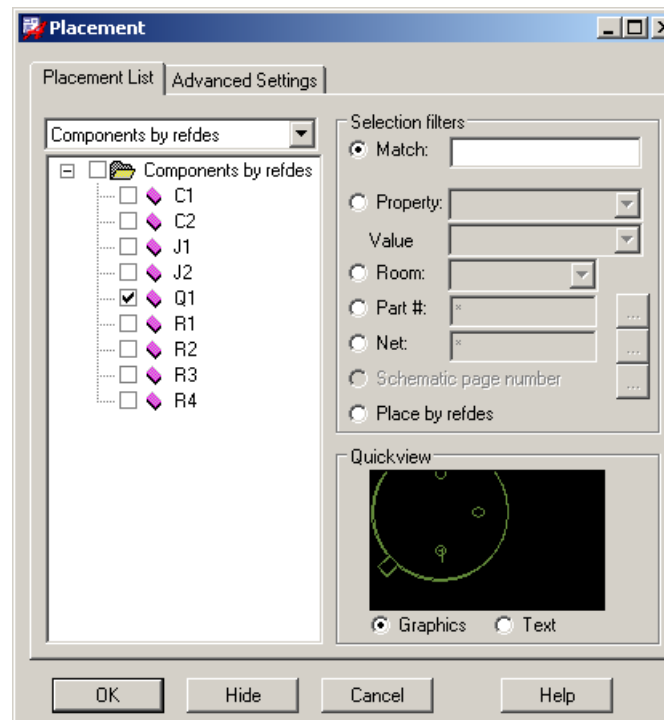 Placement
Placement List
Advanced Settings
Components by refdes
Components by refdes
C1
C2
J1
J2
Q1
R1
R2
R3
R4
Selection filters
Match:
Property:
Value
Room:
Part #: *
...
Net: *
...
Schematic page number
...
Place by refdes
Quickview
Graphics
Text
OK
Hide
Cancel
Help